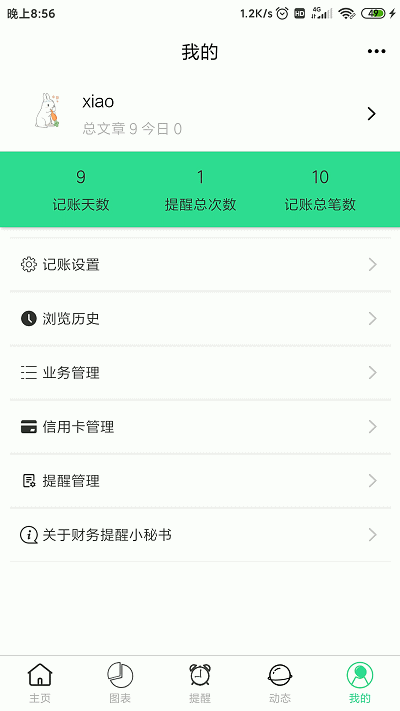 晚上8:56
1.2K/s HD 4G 49
我的
xiao
总文章 9 今日 0
9 1 10
记账天数 提醒总次数 记账总笔数
记账设置
浏览历史
业务管理
信用卡管理
提醒管理
关于财务提醒小秘书
主页 图表 提醒 动态 我的